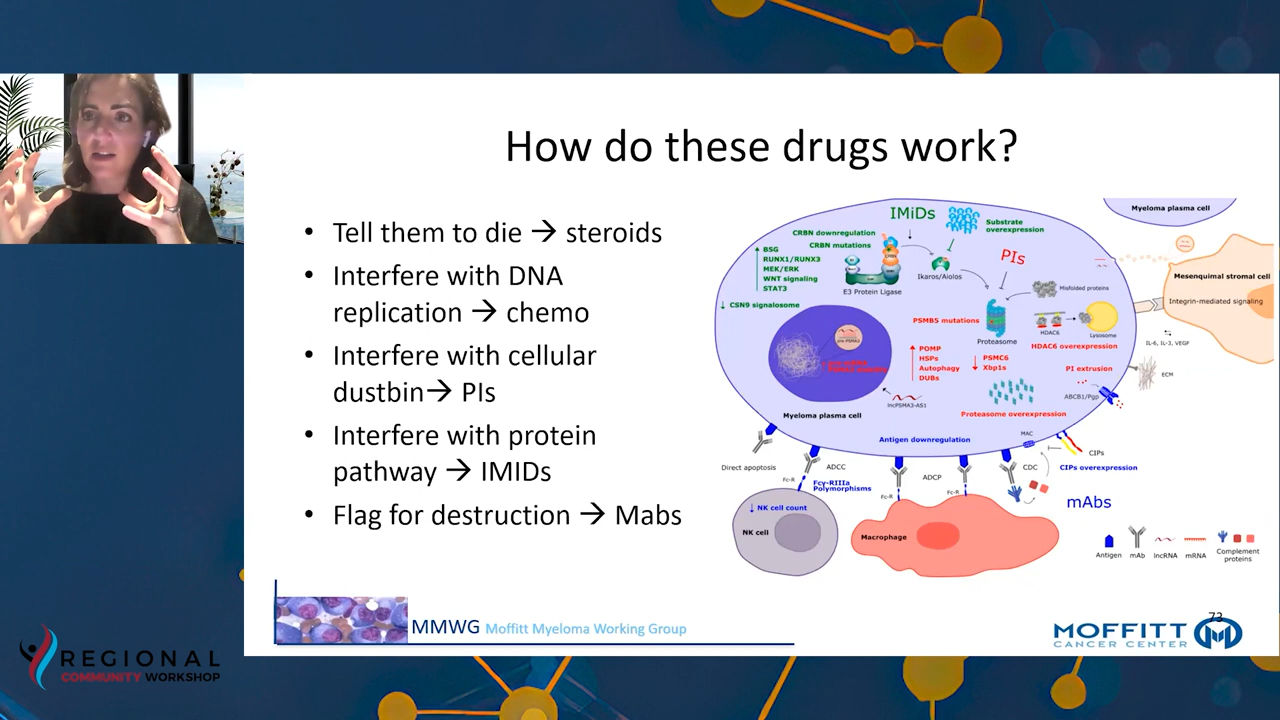 How do these drugs work?
• Tell them to die → steroids
• Interfere with DNA
replication → chemo
• Interfere with cellular
dustbin→ PIs
• Interfere with protein
pathway → IMIDs
• Flag for destruction → Mabs
IMiDs
Substrate
overexpression
CRBN downregulation
CRBN mutations
BSG
RUNX1/RUNX3
MEK/ERK
WNT signaling
STAT3
CSN9 signalosome
E3 Protein Ligase
Ikaros/Aiolos
PIs
Misfolded proteins
PSMB5 mutations
Proteasome
HDAC6
Lysosome
HDAC6 overexpression
POMP
HSPs
Autophagy
DUBs
PSMC6
Xbp1s
PI extrusion
ABCB1/Pgp
lncPSMA3-AS1
Proteasome overexpression
Myeloma plasma cell
Antigen downregulation
Myeloma plasma cell
Mesenquimal stromal cell
Integrin-mediated signaling
IL-6, IL-3, VEGF
ECM
MAC
CIPs
CIPs overexpression
Direct apoptosis
ADCC
Fc-R
Fcγ-RIIIa
Polymorphisms
Fc-R
ADCP
Fc-R
CDC
mAbs
NK cell count
NK cell
Macrophage
Antigen
mAb
lncRNA
mRNA
Complement
proteins
MMWG Moffitt Myeloma Working Group
72
MOFFITT
CANCER CENTER
REGIONAL
COMMUNITY WORKSHOP